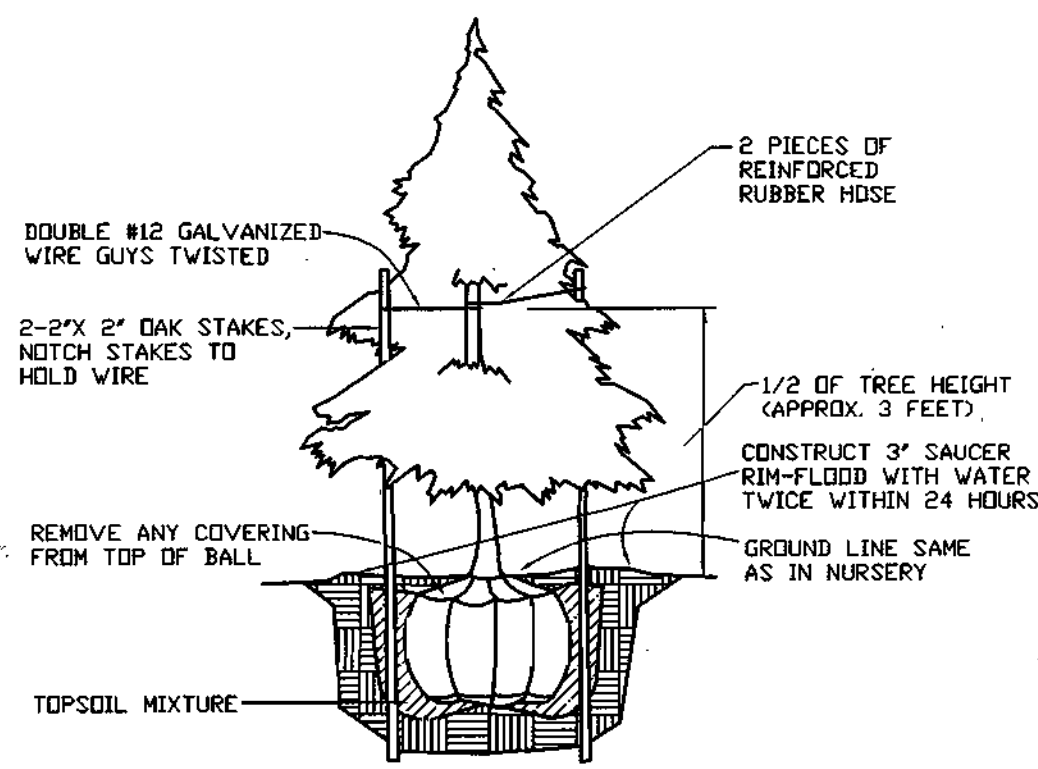 2 PIECES OF
REINFORCED
RUBBER HOSE
DOUBLE #12 GALVANIZED
WIRE GUYS TWISTED
2-2"X 2" OAK STAKES,
NOTCH STAKES TO
HOLD WIRE
1/2 OF TREE HEIGHT
(APPROX. 3 FEET)
CONSTRUCT 3" SAUCER
RIM-FLOOD WITH WATER
TWICE WITHIN 24 HOURS
REMOVE ANY COVERING
FROM TOP OF BALL
GROUND LINE SAME
AS IN NURSERY
TOPSOIL MIXTURE